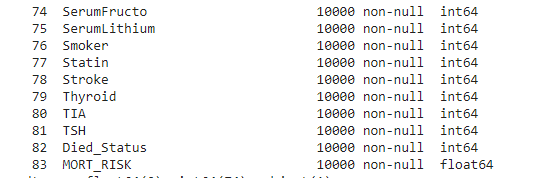 74 SerumFructo 10000 non-null int64
75 SerumLithium 10000 non-null int64
76 Smoker 10000 non-null int64
77 Statin 10000 non-null int64
78 Stroke 10000 non-null int64
79 Thyroid 10000 non-null int64
80 TIA 10000 non-null int64
81 TSH 10000 non-null int64
82 Died_Status 10000 non-null int64
83 MORT_RISK 10000 non-null float64